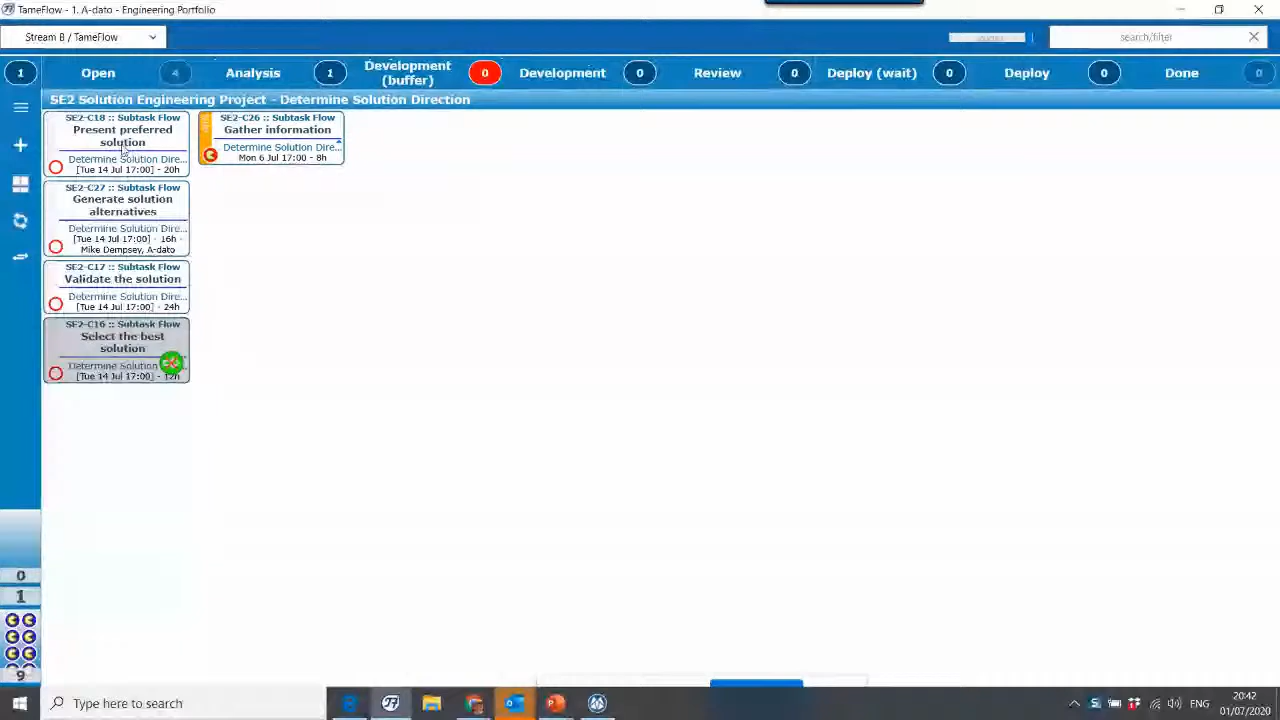 TameFlow - 1. A-dato - Engineering Portfolio
Stream B / TameFlow
search/filter
1
Open
4
Analysis
1
Development
(buffer)
0
Development
0
Review
0
Deploy (wait)
0
Deploy
0
Done
0
SE2 Solution Engineering Project - Determine Solution Direction
SE2-C18 :: Subtask Flow
Present preferred
solution
Determine Solution Dire...
[Tue 14 Jul 17:00] - 20h
SE2-C27 :: Subtask Flow
Generate solution
alternatives
Determine Solution Dire...
[Tue 14 Jul 17:00] - 16h -
Mike Dempsey, A-dato
SE2-C17 :: Subtask Flow
Validate the solution
Determine Solution Dire...
[Tue 14 Jul 17:00] - 24h
SE2-C16 :: Subtask Flow
Select the best
solution
Determine Solution
[Tue 14 Jul 17:00] - 12h
SE2-C26 :: Subtask Flow
Gather information
Determine Solution Dire...
Mon 6 Jul 17:00 - 8h
0
1
9
Type here to search
ENG
20:42
01/07/2020